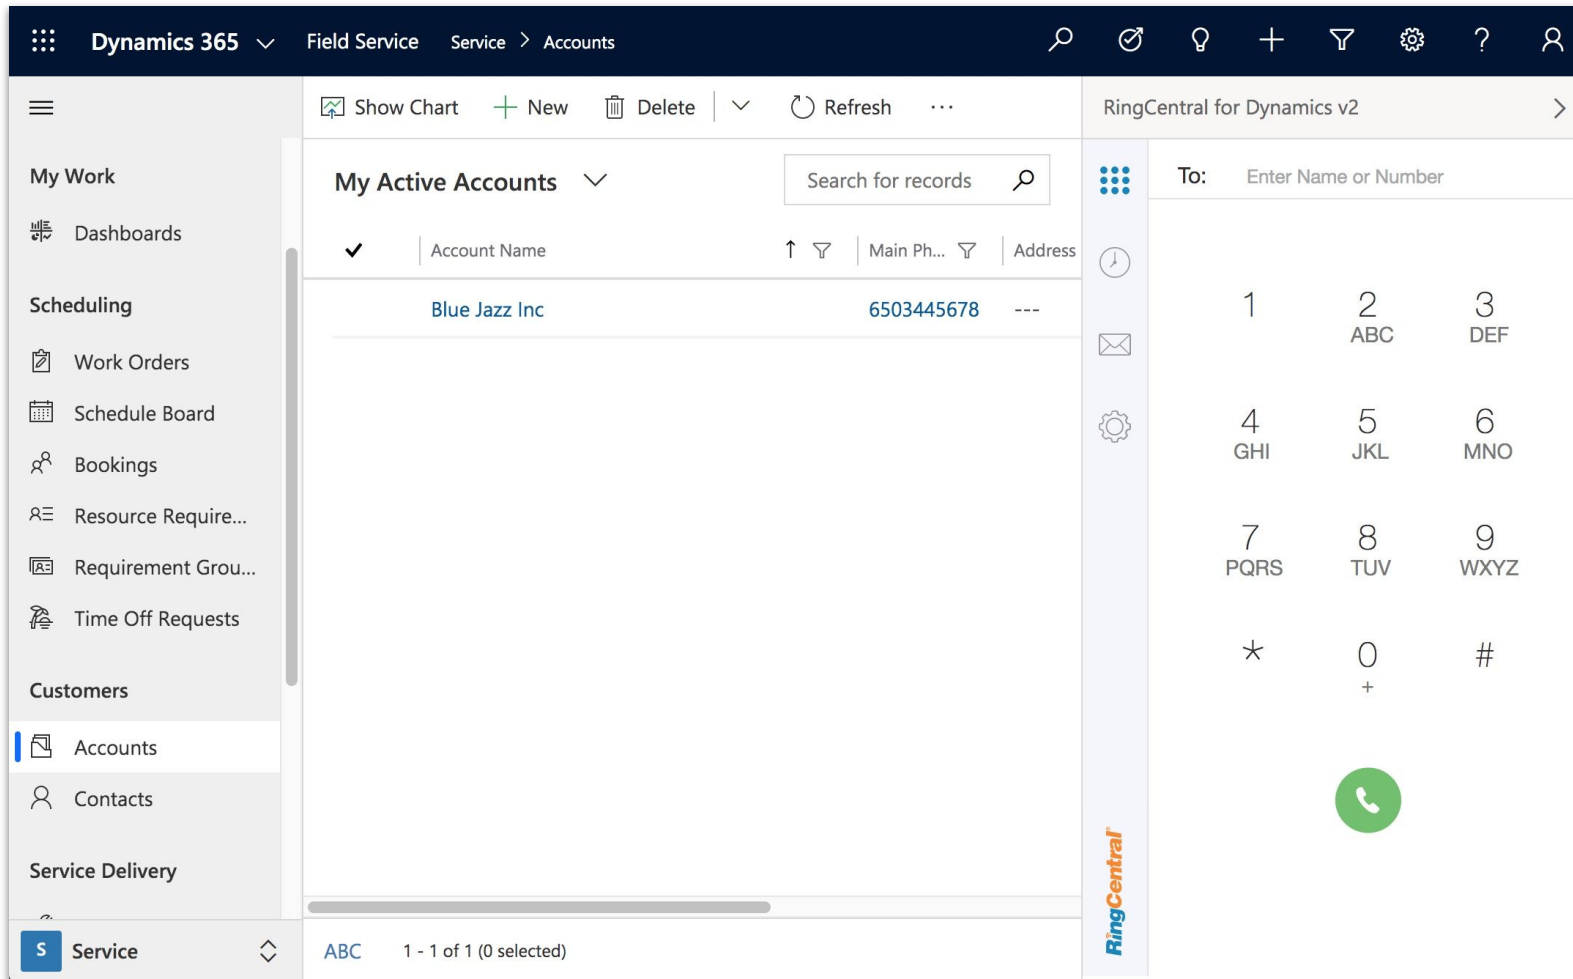 Dynamics 365 Field Service Service > Accounts
Show Chart New Delete Refresh ...
RingCentral for Dynamics v2
My Work
Dashboards
Scheduling
Work Orders
Schedule Board
Bookings
Resource Require...
Requirement Grou...
Time Off Requests
Customers
Accounts
Contacts
Service Delivery
S Service
My Active Accounts
Search for records
Account Name Main Ph... Address
Blue Jazz Inc 6503445678 ---
ABC 1 - 1 of 1 (0 selected)
RingCentral
To: Enter Name or Number
1 2 3
ABC DEF
4 5 6
GHI JKL MNO
7 8 9
PQRS TUV WXYZ
* 0 #
+